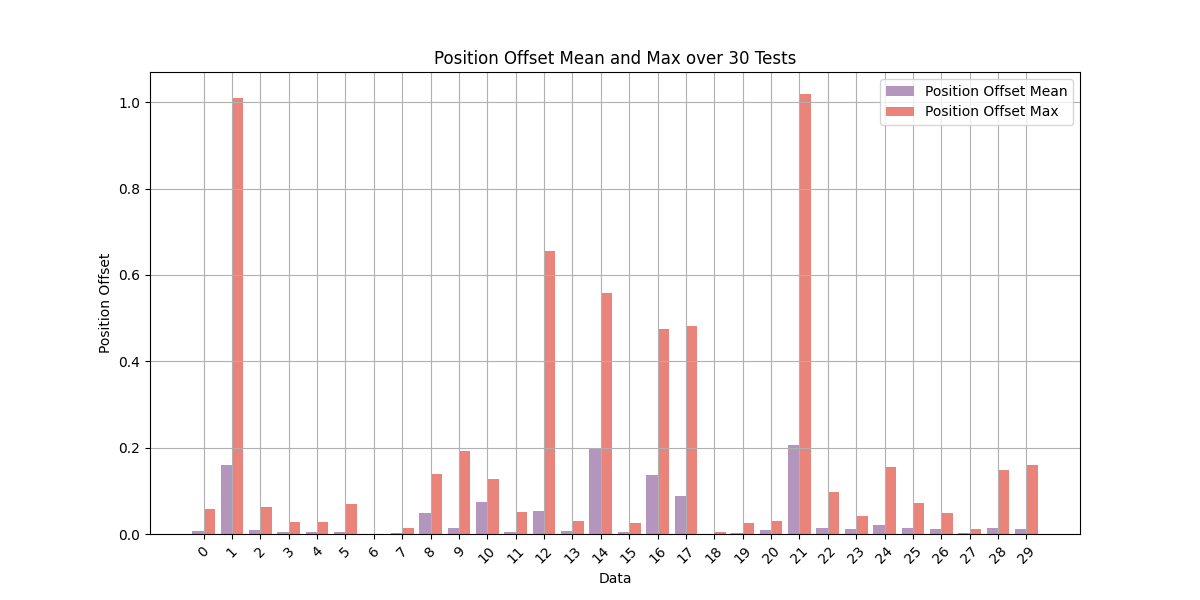 Position Offset Mean and Max over 30 Tests
Position Offset Mean
Position Offset Max
1.0
0.8
0.6
0.4
0.2
0.0
Position Offset
0 1 2 3 4 5 6 7 8 9 10 11 12 13 14 15 16 17 18 19 20 21 22 23 24 25 26 27 28 29
Data